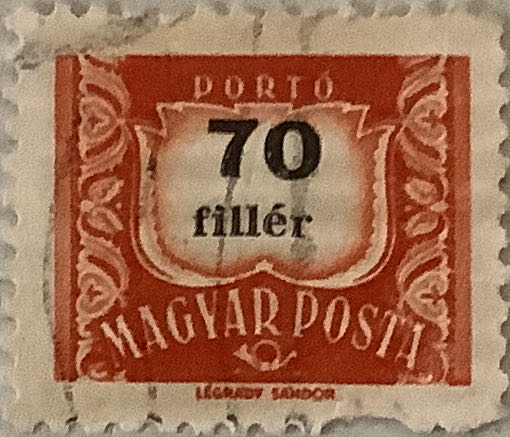 PORTÓ
70
fillér
MAGYAR POSTA
LÉGRÁDY SÁNDOR